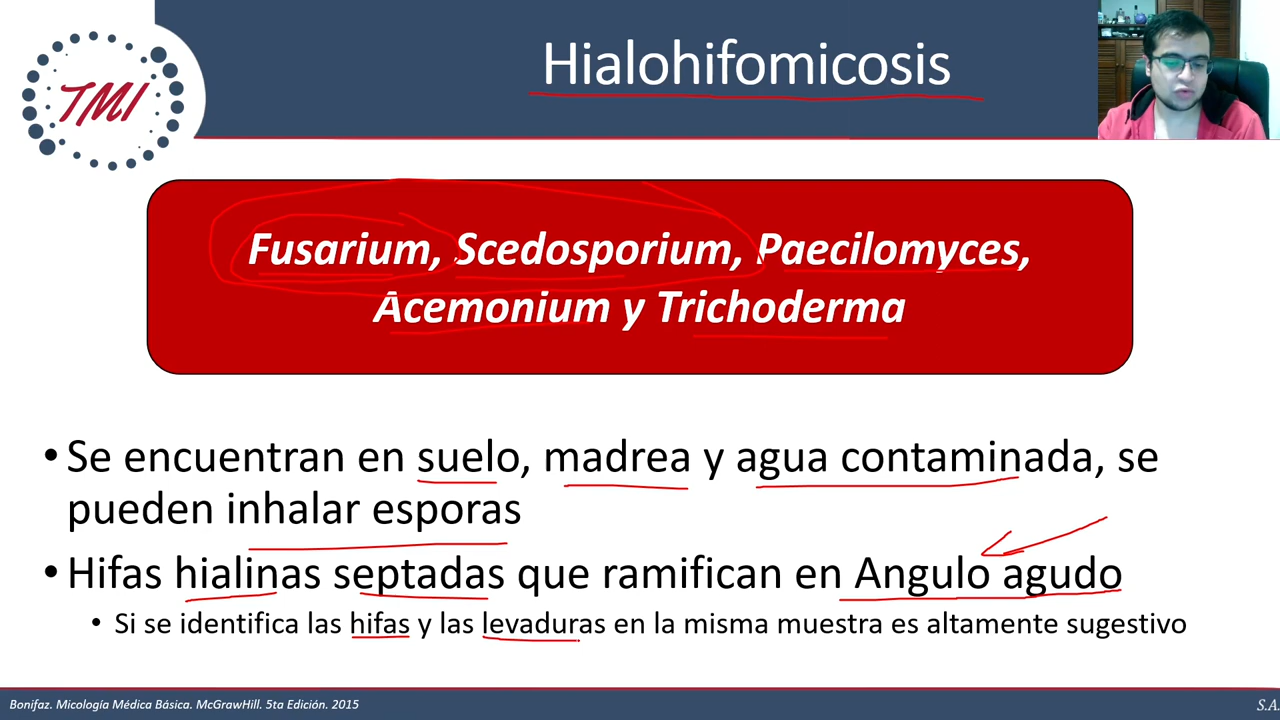 TMI
Hialohifomicosis
Fusarium, Scedosporium, Paecilomyces,
Acemonium y Trichoderma
• Se encuentran en suelo, madrea y agua contaminada, se
pueden inhalar esporas
• Hifas hialinas septadas que ramifican en Angulo agudo
• Si se identifica las hifas y las levaduras en la misma muestra es altamente sugestivo
Bonifaz. Micología Médica Básica. McGrawHill. 5ta Edición. 2015
S.A.